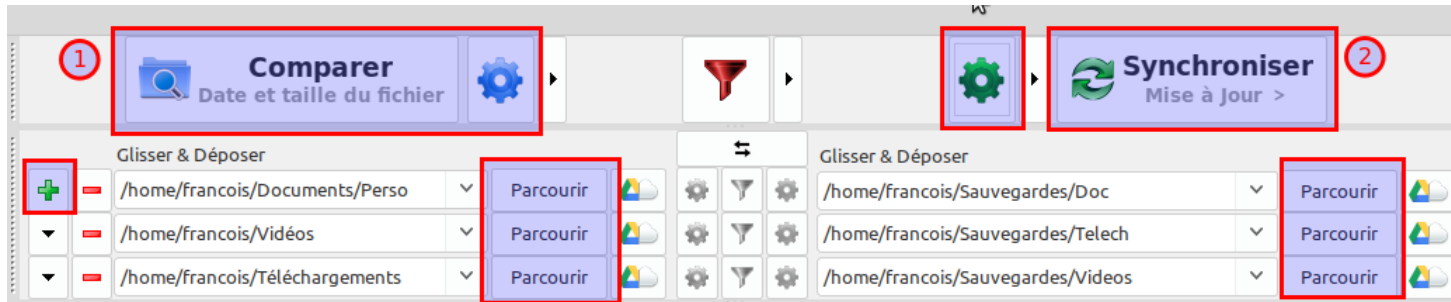 1
Comparer
Date et taille du fichier
Synchroniser
Mise à Jour >
2
Glisser & Déposer
Glisser & Déposer
/home/francois/Documents/Perso Parcourir /home/francois/Sauvegardes/Doc Parcourir
/home/francois/Vidéos Parcourir /home/francois/Sauvegardes/Telech Parcourir
/home/francois/Téléchargements Parcourir /home/francois/Sauvegardes/Videos Parcourir